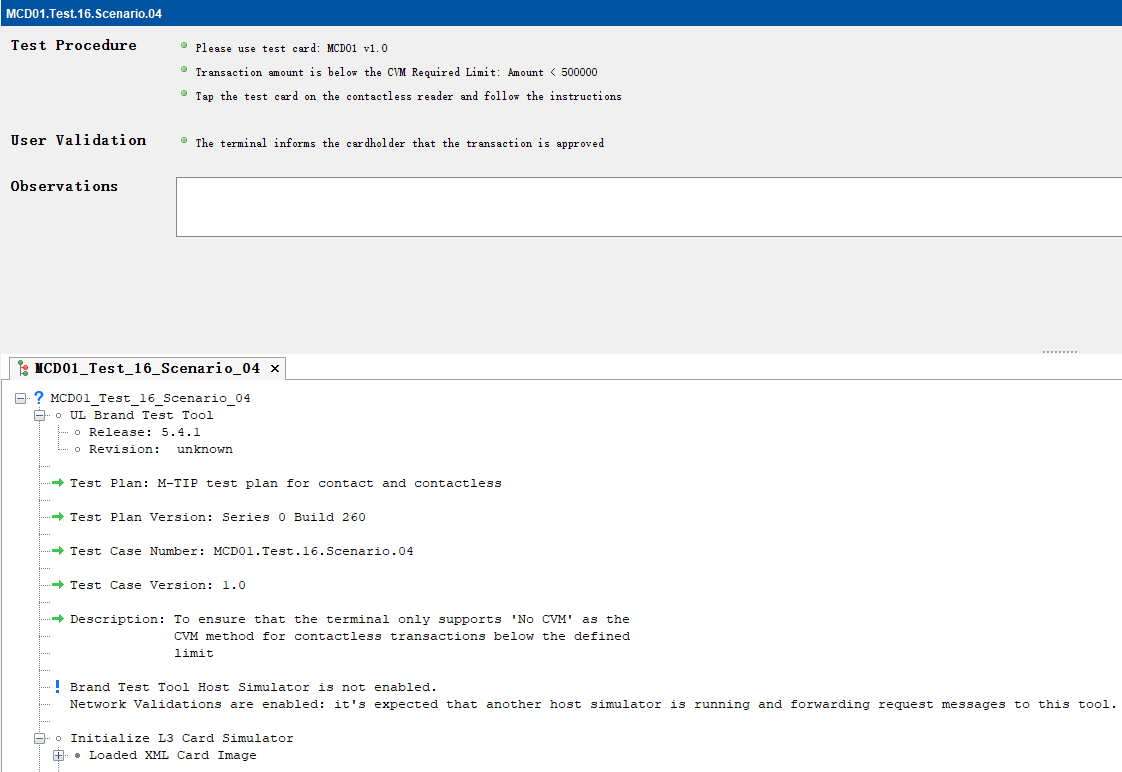 MCD01.Test.16.Scenario.04
Test Procedure
Please use test card: MCD01 v1.0
Transaction amount is below the CVM Required Limit: Amount < 500000
Tap the test card on the contactless reader and follow the instructions
User Validation
The terminal informs the cardholder that the transaction is approved
Observations
MCD01_Test_16_Scenario_04 ×
? MCD01_Test_16_Scenario_04
UL Brand Test Tool
Release: 5.4.1
Revision: unknown
Test Plan: M-TIP test plan for contact and contactless
Test Plan Version: Series 0 Build 260
Test Case Number: MCD01.Test.16.Scenario.04
Test Case Version: 1.0
Description: To ensure that the terminal only supports 'No CVM' as the
CVM method for contactless transactions below the defined
limit
! Brand Test Tool Host Simulator is not enabled.
Network Validations are enabled: it's expected that another host simulator is running and forwarding request messages to this tool.
Initialize L3 Card Simulator
Loaded XML Card Image